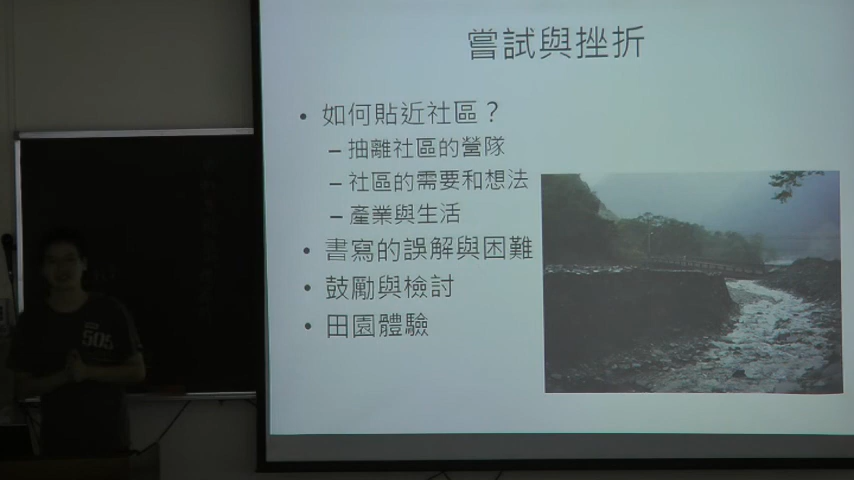 嘗試與挫折
• 如何貼近社區？
– 抽離社區的營隊
– 社區的需要和想法
– 產業與生活
• 書寫的誤解與困難
• 鼓勵與檢討
• 田園體驗
505